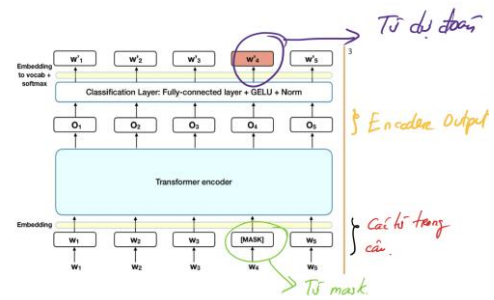 Từ dự đoán
w'1 w'2 w'3 w'4 w'5
3
Embedding
to vocab +
softmax
Classification Layer: Fully-connected layer + GELU + Norm
O1 O2 O3 O4 O5
Encoder Output
Transformer encoder
Embedding
Các từ trong
câu.
W1 W2 W3 [MASK] W5
W1 W2 W3 W4 W5
Từ mask.